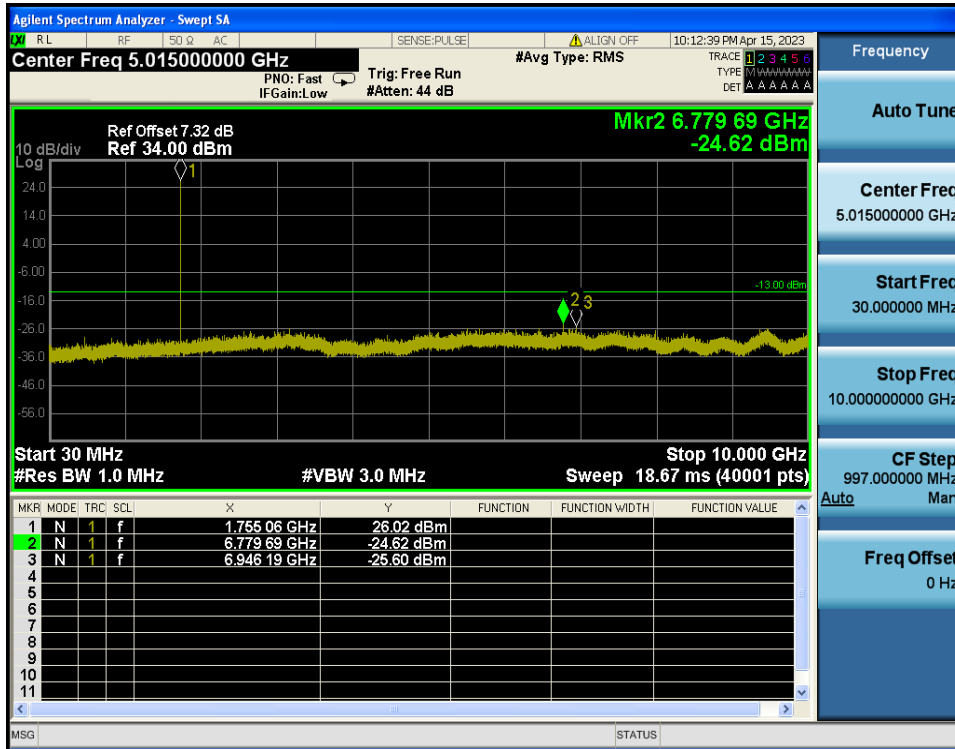 Agilent Spectrum Analyzer - Swept SA
LXI RL RF 50 Ω AC SENSE:PULSE ALIGN OFF 10:12:39 PM Apr 15, 2023
Center Freq 5.015000000 GHz
PNO: Fast
IFGain:Low
Trig: Free Run
#Atten: 44 dB
#Avg Type: RMS
TRACE 1 2 3 4 5 6
TYPE M W W W W W
DET A A A A A A
Mkr2 6.779 69 GHz
-24.62 dBm
Ref Offset 7.32 dB
10 dB/div Ref 34.00 dBm
Log
1
24.0
14.0
4.00
-6.00
-13.00 dBm
-16.0
2 3
-26.0
-36.0
-46.0
-56.0
Start 30 MHz Stop 10.000 GHz
#Res BW 1.0 MHz #VBW 3.0 MHz Sweep 18.67 ms (40001 pts)
MKR MODE TRC SCL X Y FUNCTION FUNCTION WIDTH FUNCTION VALUE
1 N 1 f 1.755 06 GHz 26.02 dBm
2 N 1 f 6.779 69 GHz -24.62 dBm
3 N 1 f 6.946 19 GHz -25.60 dBm
4
5
6
7
8
9
10
11
MSG STATUS
Frequency
Auto Tune
Center Freq
5.015000000 GHz
Start Freq
30.000000 MHz
Stop Freq
10.000000000 GHz
CF Step
997.000000 MHz
Auto Man
Freq Offset
0 Hz